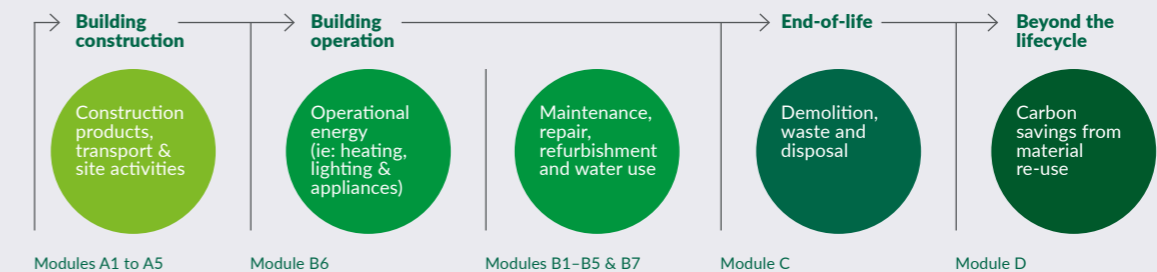 Building
construction
Building
operation
End-of-life
Beyond the
lifecycle
Construction
products,
transport &
site activities
Operational
energy
(ie: heating,
lighting &
appliances)
Maintenance,
repair,
refurbishment
and water use
Demolition,
waste and
disposal
Carbon
savings from
material
re-use
Modules A1 to A5
Module B6
Modules B1–B5 & B7
Module C
Module D